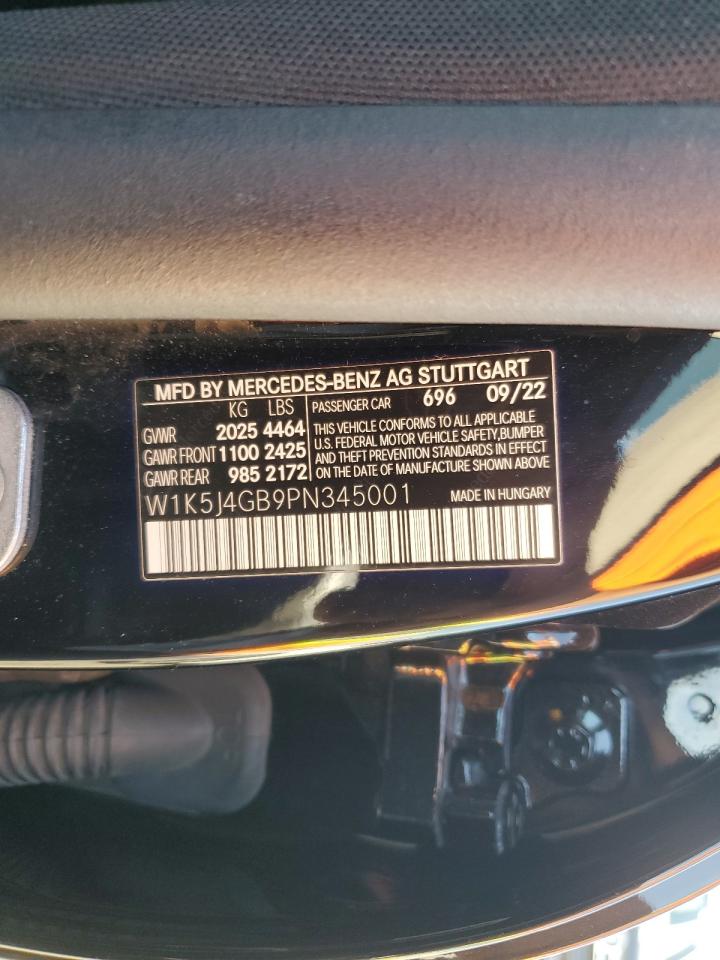 MFD BY MERCEDES-BENZ AG STUTTGART
KG LBS PASSENGER CAR 696 09/22
GVWR 2025 4464 THIS VEHICLE CONFORMS TO ALL APPLICABLE
U.S. FEDERAL MOTOR VEHICLE SAFETY,BUMPER
GAWR FRONT 1100 2425 AND THEFT PREVENTION STANDARDS IN EFFECT
GAWR REAR 985 2172 ON THE DATE OF MANUFACTURE SHOWN ABOVE
W1K5J4GB9PN345001 MADE IN HUNGARY